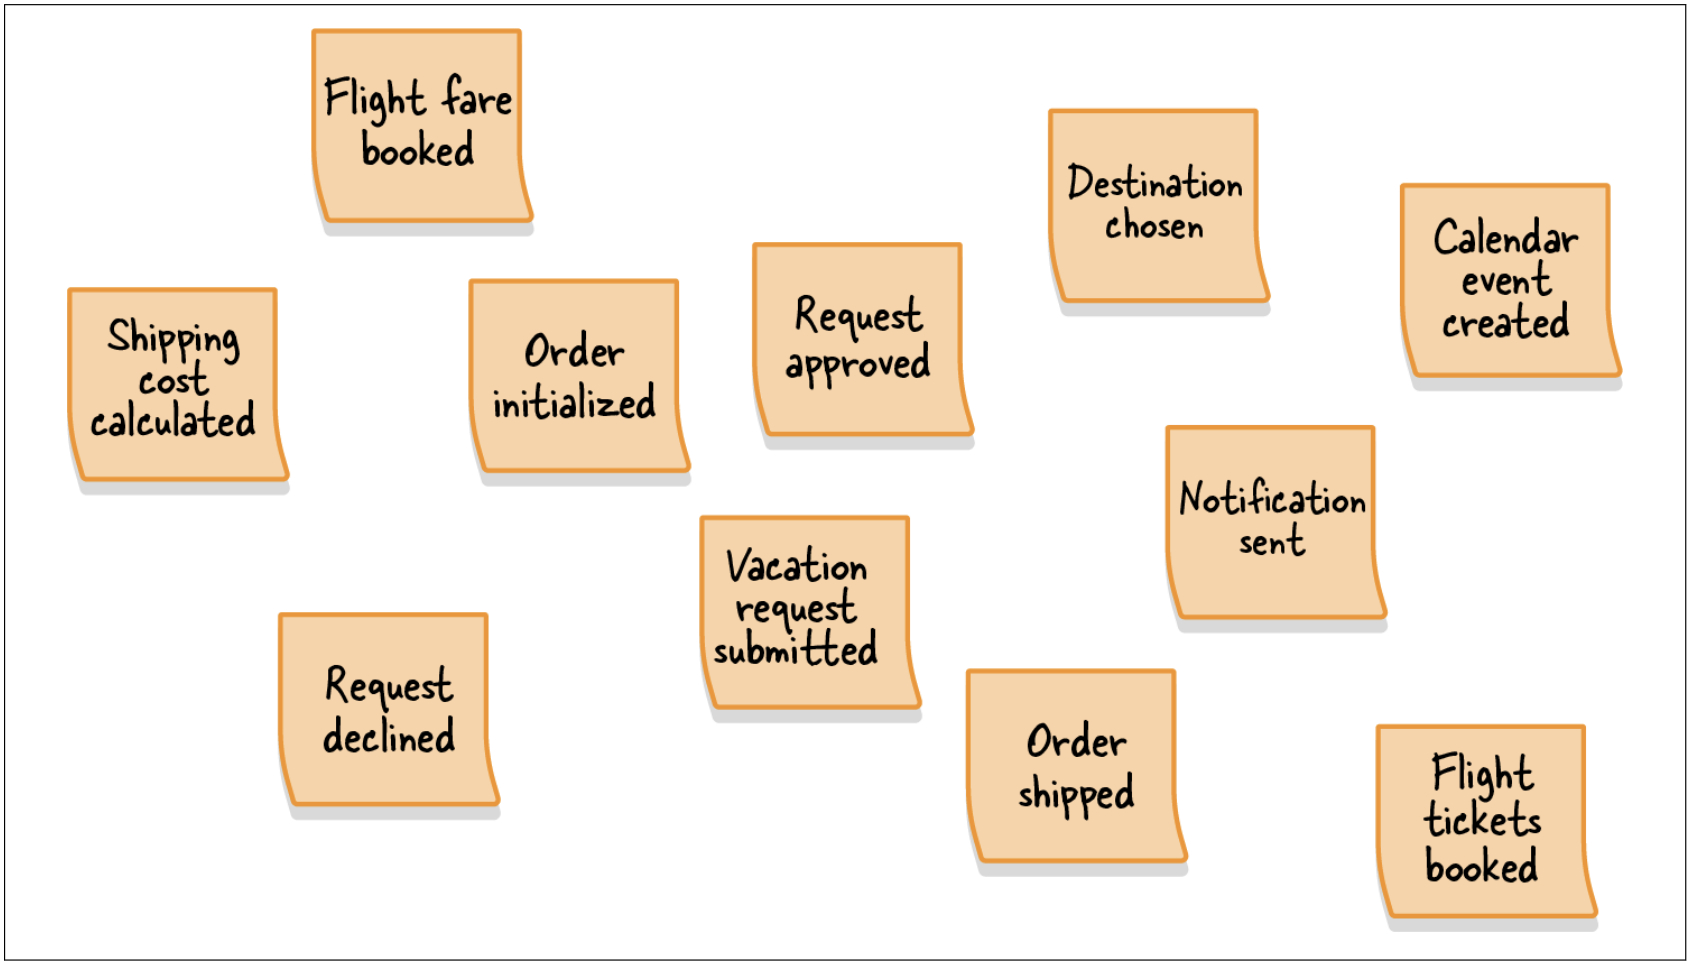 Flight fare
booked
Destination
chosen
Calendar
event
created
Shipping
cost
calculated
Order
initialized
Request
approved
Notification
sent
Vacation
request
submitted
Request
declined
Order
shipped
Flight
tickets
booked